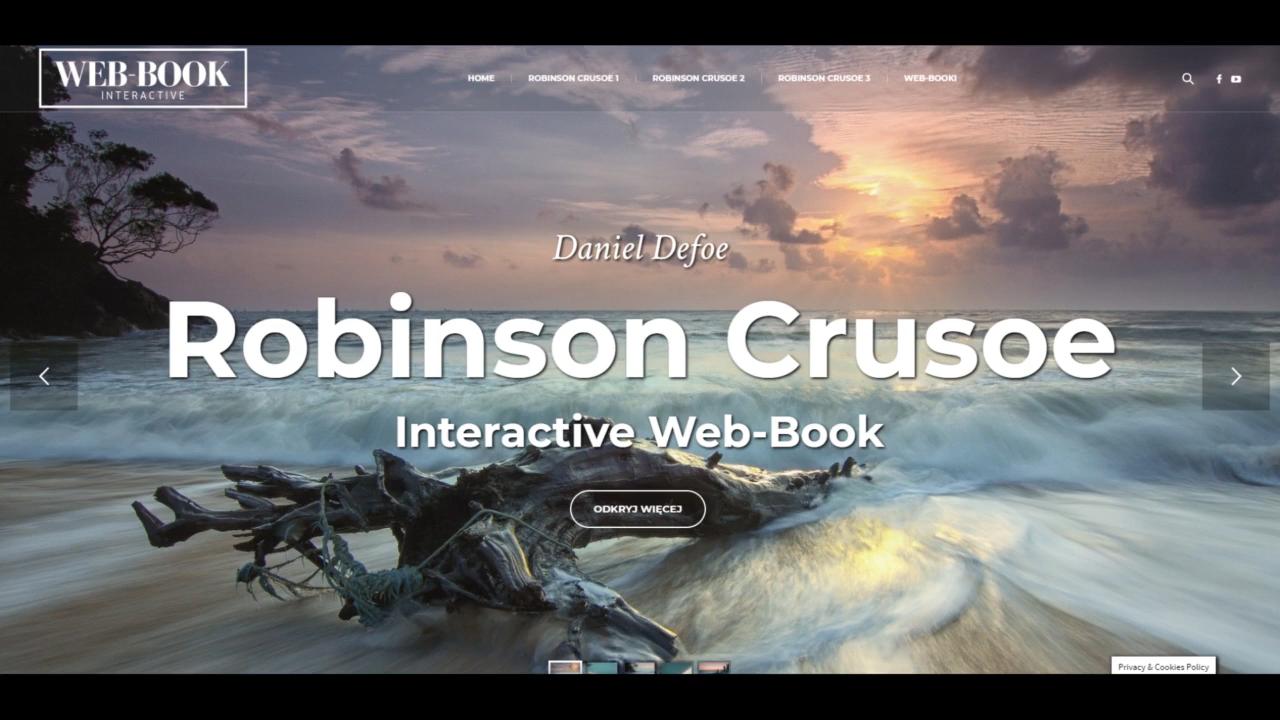 WEB-BOOK
INTERACTIVE
HOME
ROBINSON CRUSOE 1
ROBINSON CRUSOE 2
ROBINSON CRUSOE 3
WEB-BOOKI
Daniel Defoe
Robinson Crusoe
Interactive Web-Book
ODKRYJ WIĘCEJ
Privacy & Cookies Policy